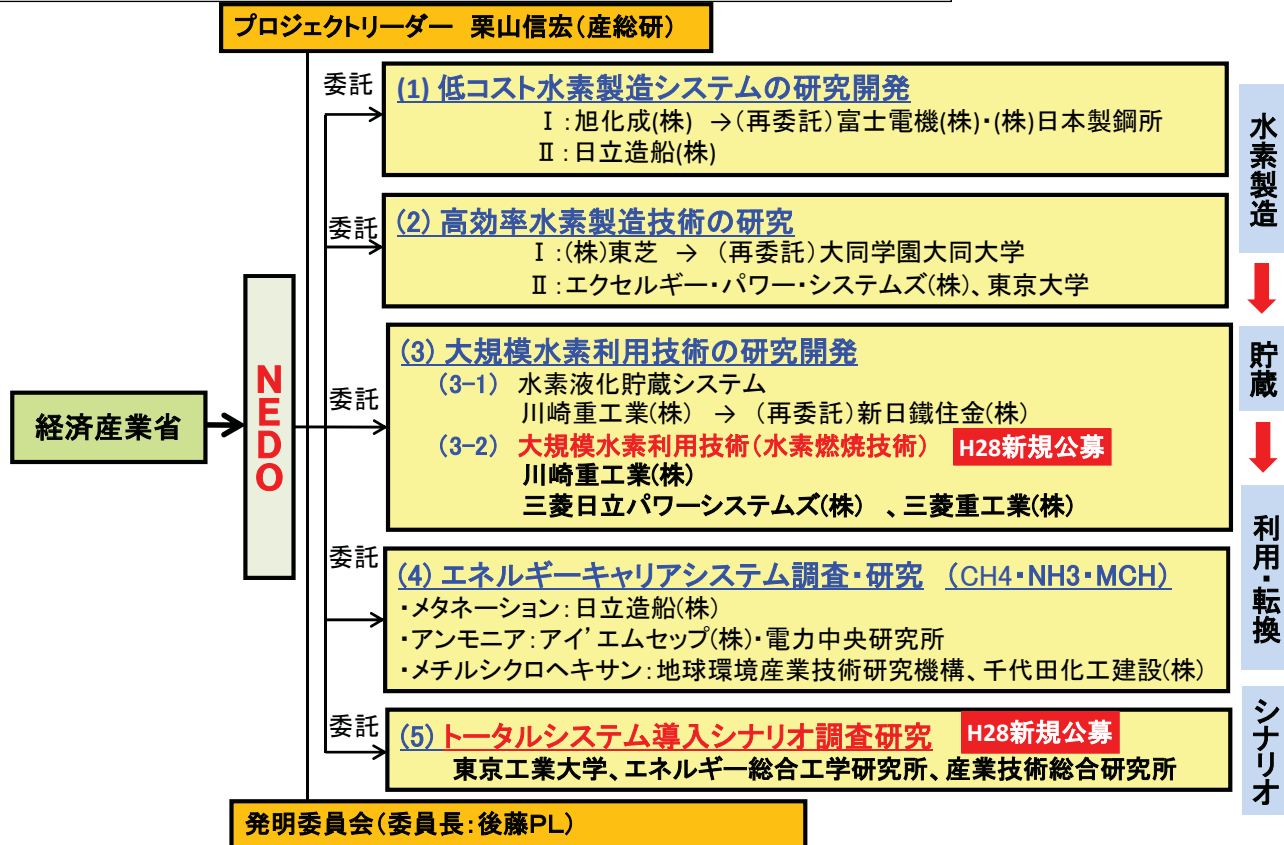 プロジェクトリーダー 栗山信宏(産総研)
委託
(1) 低コスト水素製造システムの研究開発
Ⅰ:旭化成(株) →(再委託)富士電機(株)・(株)日本製鋼所
Ⅱ:日立造船(株)
委託
(2) 高効率水素製造技術の研究
Ⅰ:(株)東芝 → (再委託)大同学園大同大学
Ⅱ:エクセルギー・パワー・システムズ(株)、東京大学
経済産業省
NEDO
委託
(3) 大規模水素利用技術の研究開発
(3-1) 水素液化貯蔵システム
川崎重工業(株) → (再委託)新日鐵住金(株)
(3-2) 大規模水素利用技術(水素燃焼技術) H28新規公募
川崎重工業(株)
三菱日立パワーシステムズ(株) 、三菱重工業(株)
委託
(4) エネルギーキャリアシステム調査・研究 (CH4・NH3・MCH)
・メタネーション:日立造船(株)
・アンモニア:アイ’エムセップ(株)・電力中央研究所
・メチルシクロヘキサン:地球環境産業技術研究機構、千代田化工建設(株)
委託
(5) トータルシステム導入シナリオ調査研究 H28新規公募
東京工業大学、エネルギー総合工学研究所、産業技術総合研究所
発明委員会(委員長:後藤PL)
水素製造
貯蔵
利用・転換
シナリオ